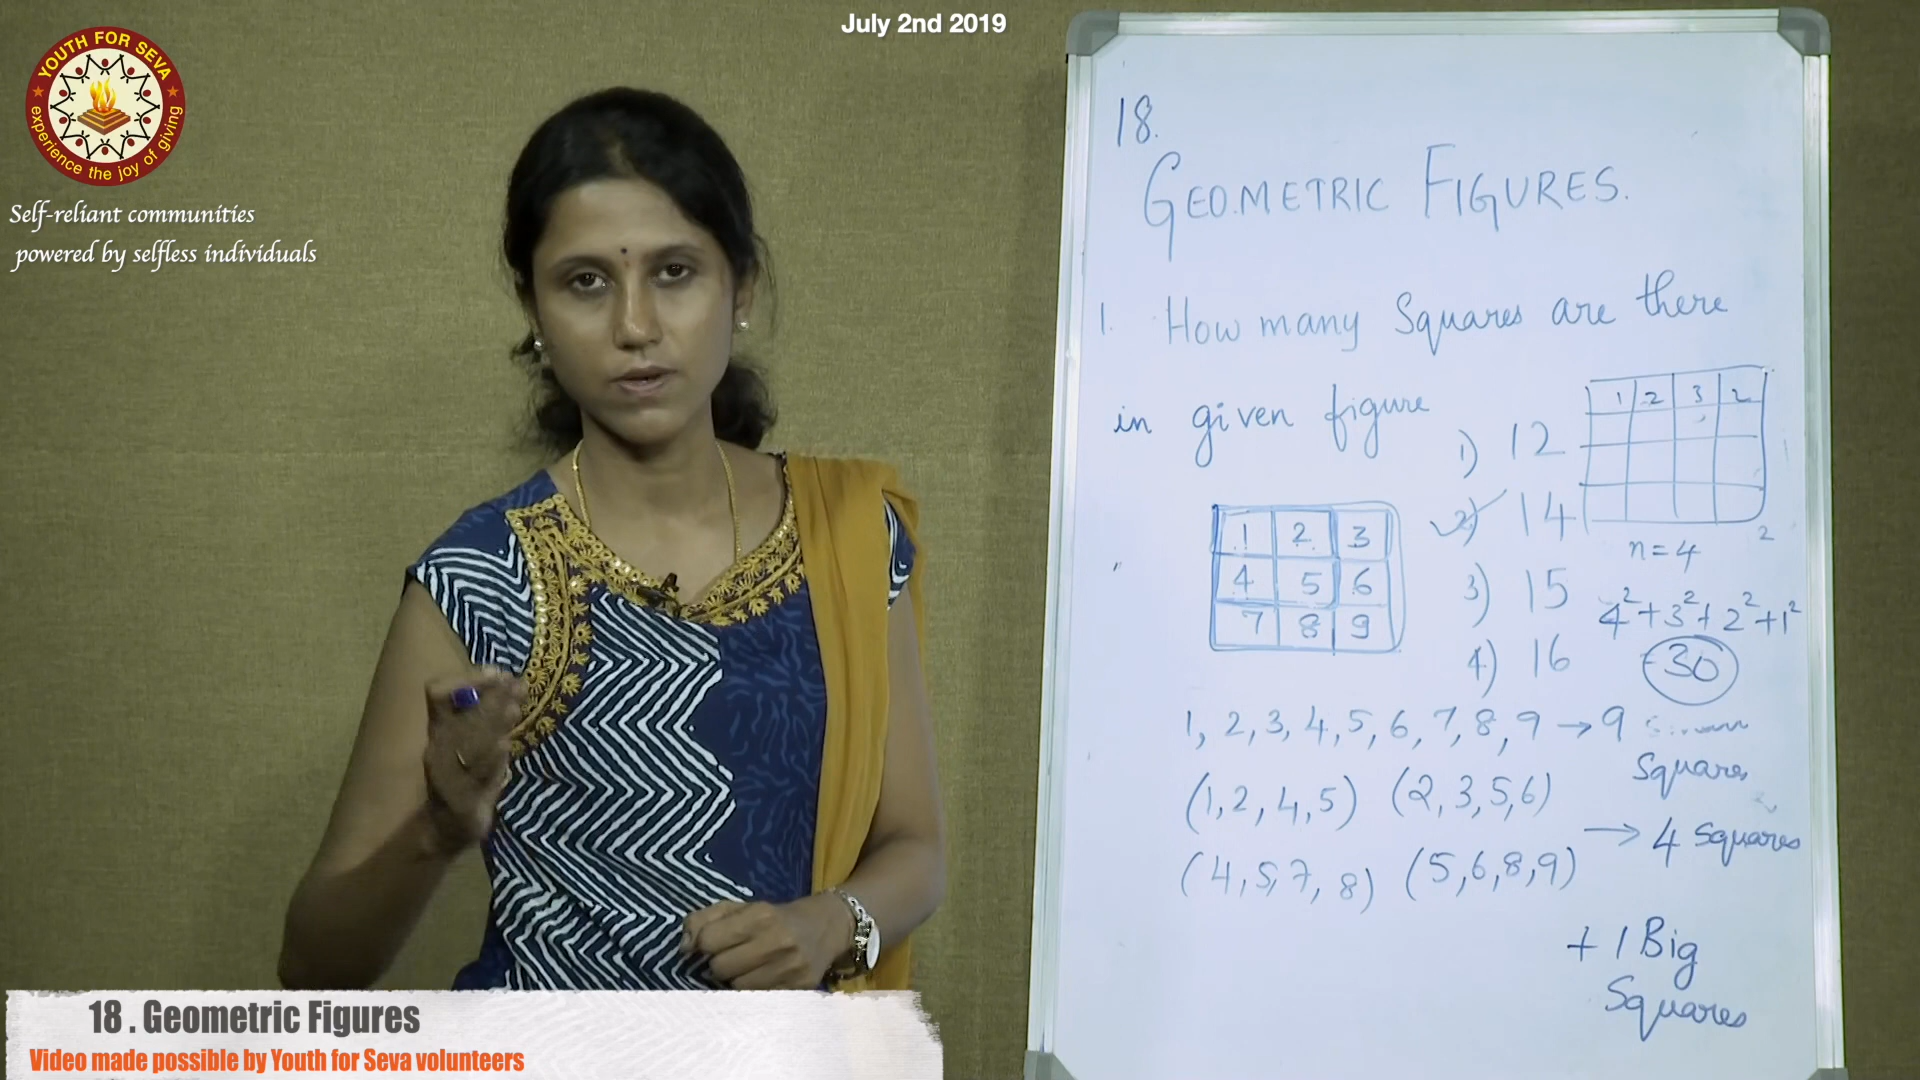 July 2nd 2019
YOUTH FOR SEVA
experience the joy of giving
Self-reliant communities
powered by selfless individuals
18.
GEOMETRIC FIGURES.
1. How many Squares are there
in given figure
1) 12
2) 14
3) 15
4) 16
1 2 3
4 5 6
7 8 9
1 2 3 2
2
n=4
4²+3²+2²+1²
30
1, 2, 3, 4, 5, 6, 7, 8, 9 → 9
Squares
(1,2,4,5) (2,3,5,6)
→ 4 Squares
(4,5,7,8) (5,6,8,9)
+ 1 Big
Squares
18 . Geometric Figures
Video made possible by Youth for Seva volunteers